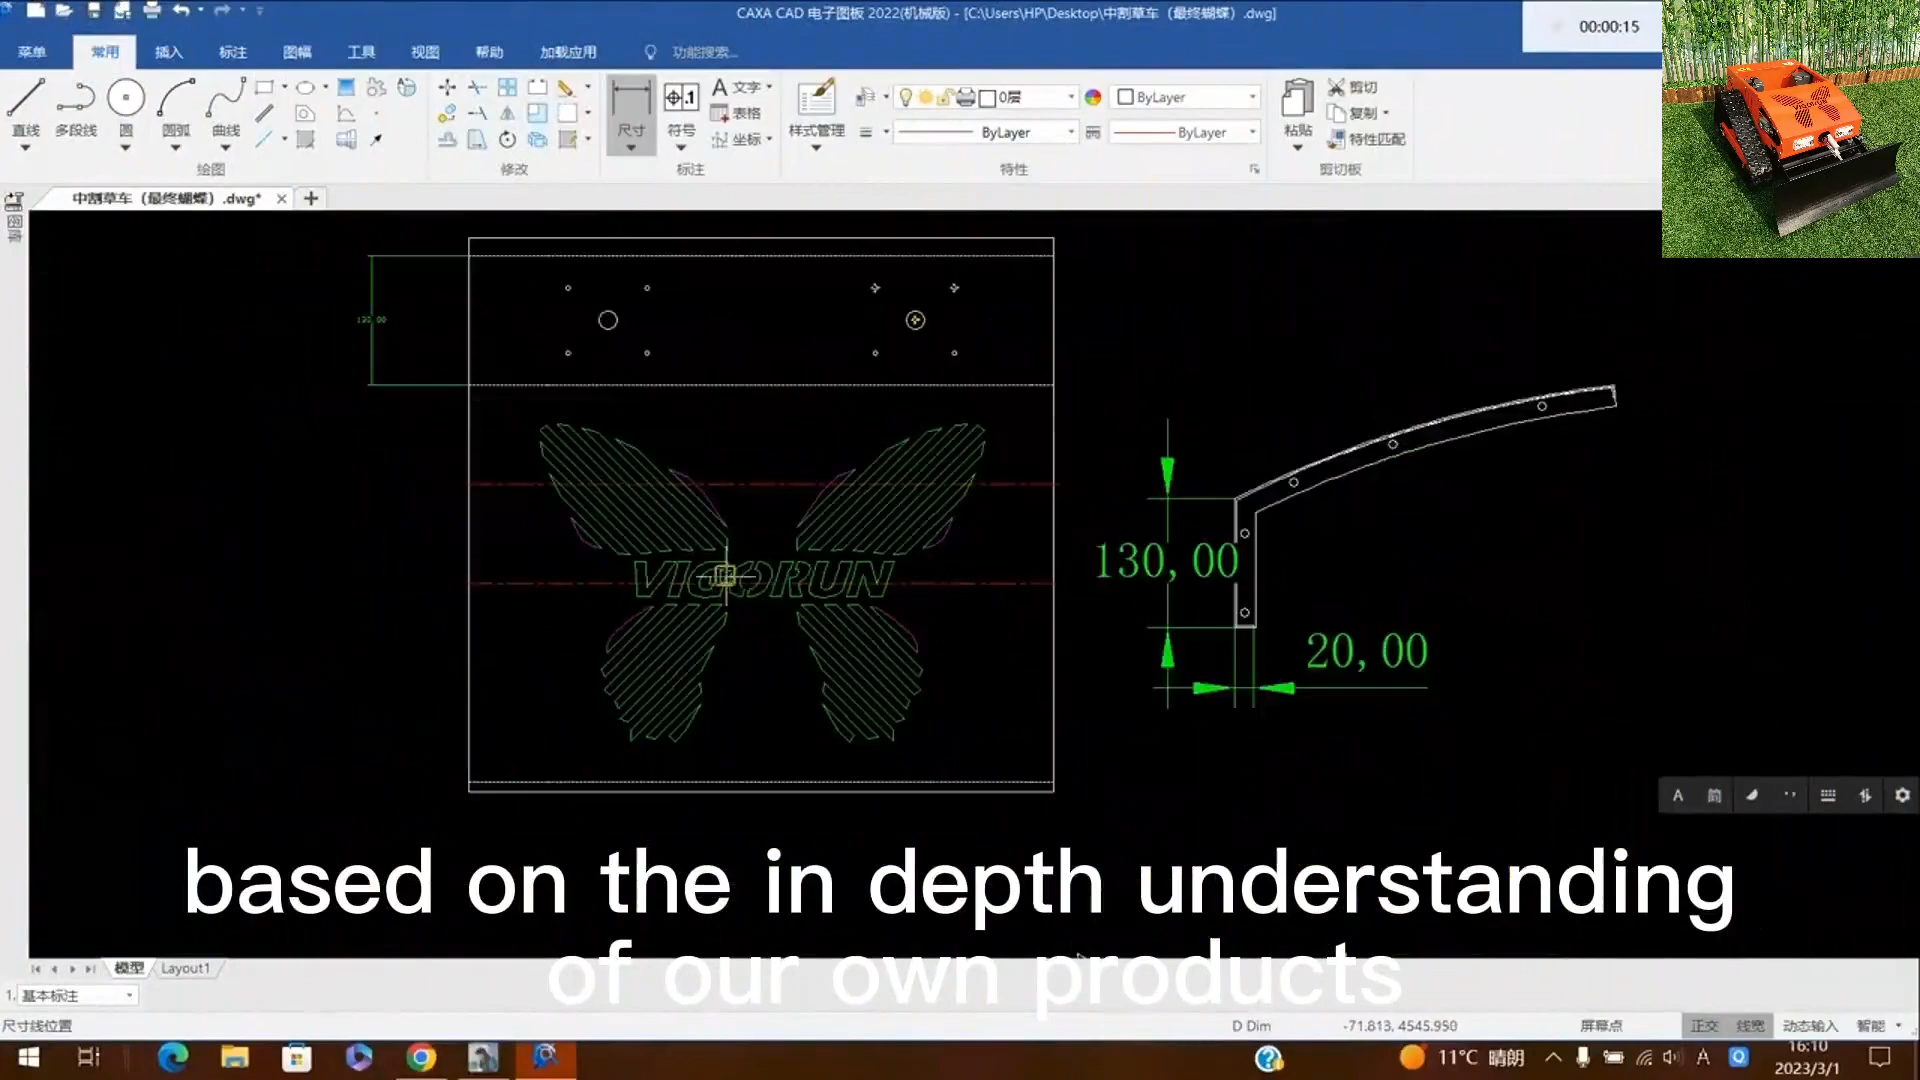 CAXA CAD 电子图板 2022(机械版) - [C:\Users\HP\Desktop\中割草车（最终蝴蝶）.dwg]
00:00:15
菜单 常用 插入 标注 图幅 工具 视图 帮助 加载应用 功能搜索...
直线 多段线 圆 圆弧 曲线
绘图
修改
尺寸 符号 文字 表格 坐标
标注
样式管理 0层 ByLayer
ByLayer ByLayer
特性
粘贴 剪切 复制 特性匹配
剪切板
中割草车（最终蝴蝶）.dwg*
图库
130,00
VIGORUN
130,00
20,00
A 简
based on the in depth understanding
of our own products
模型 Layout1
1. 基本标注
尺寸线位置 D Dim -71.813, 4545.950 屏幕点 正交 线宽 动态输入 智能
11°C 晴朗 A 16:10
2023/3/1